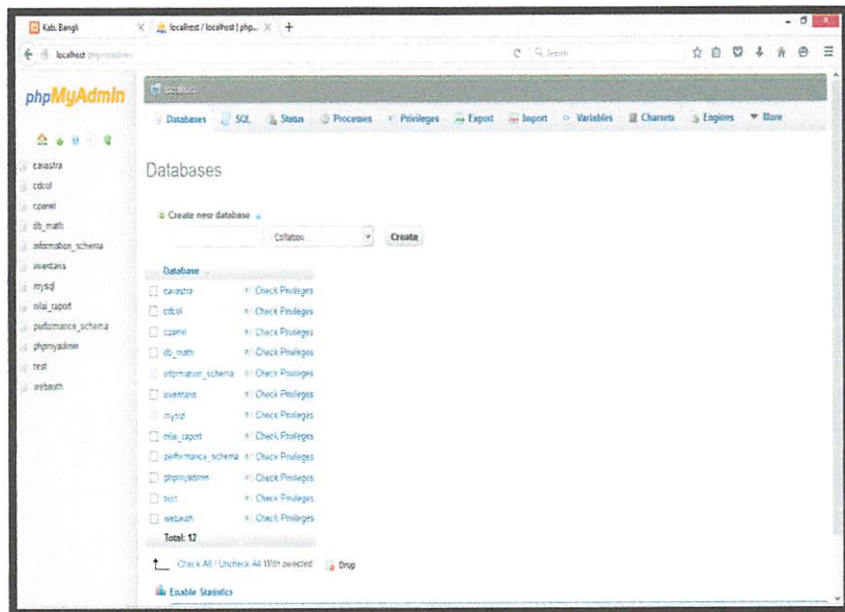 Kab. Bangli
localhost / localhost | php...
localhost/phpmyadmin/
Search
phpMyAdmin
localhost
Databases SQL Status Processes Privileges Export Import Variables Charsets Engines More
cavastra
cdcol
cpanel
db_math
information_schema
inventaris
mysql
nilai_raport
performance_schema
phpmyadmin
test
webauth
Databases
Create new database
Collation
Create
Database
cavastra Check Privileges
cdcol Check Privileges
cpanel Check Privileges
db_math Check Privileges
information_schema Check Privileges
inventaris Check Privileges
mysql Check Privileges
nilai_raport Check Privileges
performance_schema Check Privileges
phpmyadmin Check Privileges
test Check Privileges
webauth Check Privileges
Total: 12
Check All / Uncheck All With selected: Drop
Enable Statistics